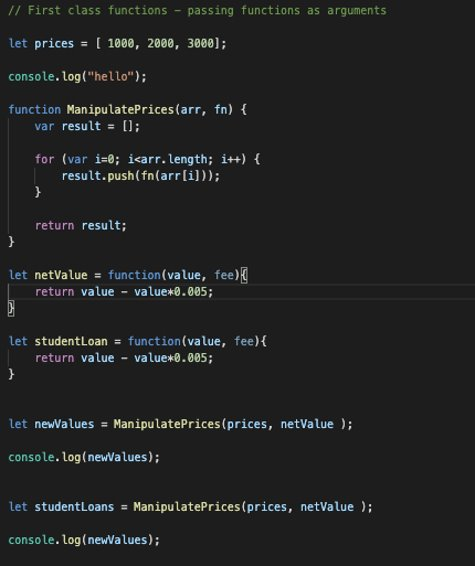 // First class functions – passing functions as arguments
let prices = [ 1000, 2000, 3000];
console.log("hello");
function ManipulatePrices(arr, fn) {
    var result = [];
    for (var i=0; i<arr.length; i++) {
        result.push(fn(arr[i]));
    }
    return result;
}
let netValue = function(value, fee){
    return value - value*0.005;
}
let studentLoan = function(value, fee){
    return value - value*0.005;
}
let newValues = ManipulatePrices(prices, netValue );
console.log(newValues);
let studentLoans = ManipulatePrices(prices, netValue );
console.log(newValues);